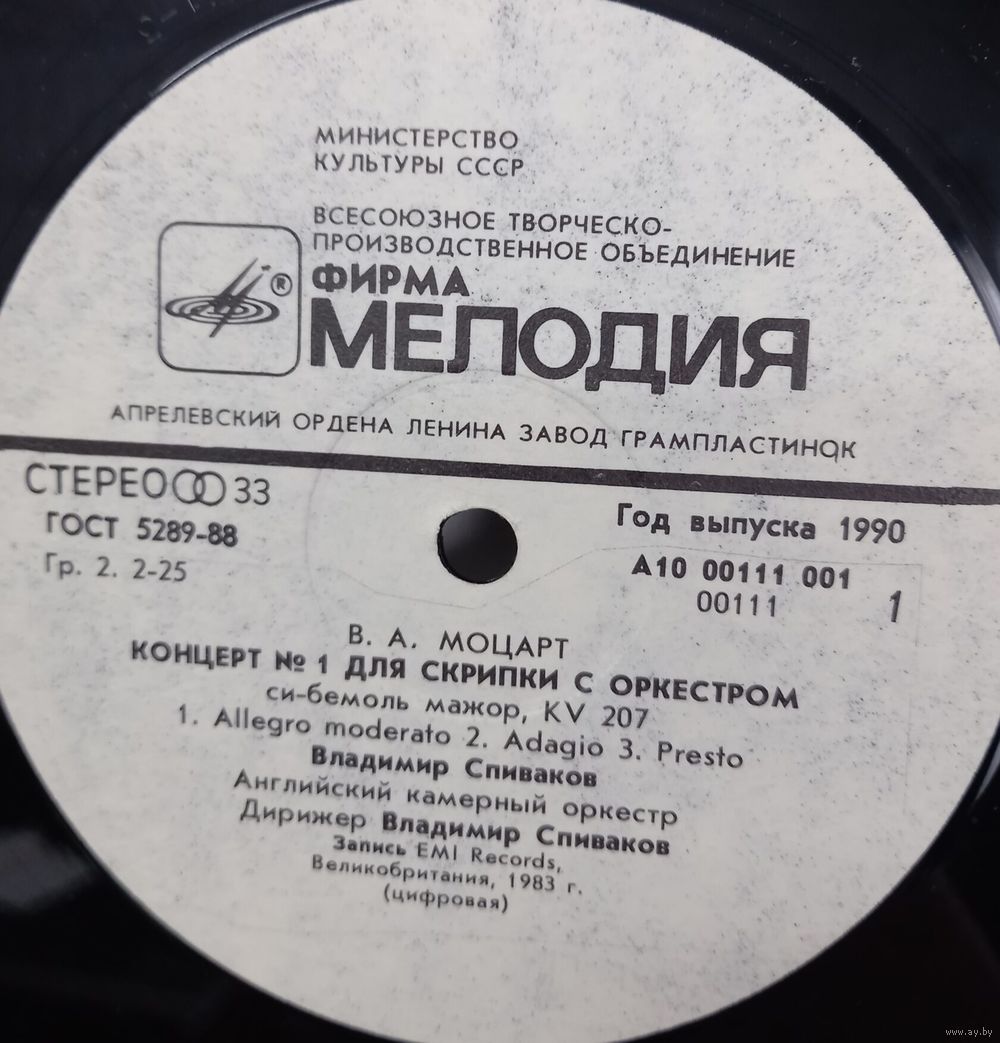 МИНИСТЕРСТВО
КУЛЬТУРЫ СССР
ВСЕСОЮЗНОЕ ТВОРЧЕСКО-
ПРОИЗВОДСТВЕННОЕ ОБЪЕДИНЕНИЕ
ФИРМА
®
МЕЛОДИЯ
АПРЕЛЕВСКИЙ ОРДЕНА ЛЕНИНА ЗАВОД ГРАМПЛАСТИНОК
СТЕРЕО 33
ГОСТ 5289-88
Гр. 2. 2-25
Год выпуска 1990
А10 00111 001
00111
1
В. А. МОЦАРТ
КОНЦЕРТ № 1 ДЛЯ СКРИПКИ С ОРКЕСТРОМ
си-бемоль мажор, KV 207
1. Allegro moderato 2. Adagio 3. Presto
Владимир Спиваков
Английский камерный оркестр
Дирижер Владимир Спиваков
Запись EMI Records,
Великобритания, 1983 г.
(цифровая)
www.ay.by